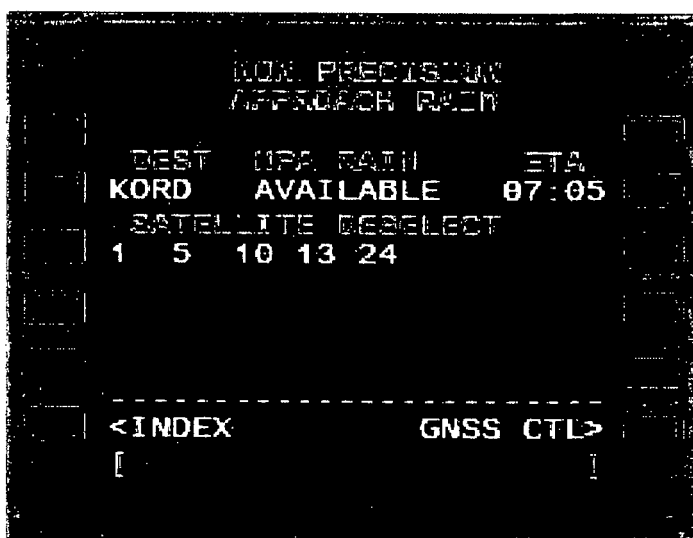 NON PRECISION
APPROACH RAIM
DEST NPA RAIM ETA
KORD AVAILABLE 07:05
SATELLITE DESELECT
1 5 10 13 24
<INDEX GNSS CTL>
[ ]